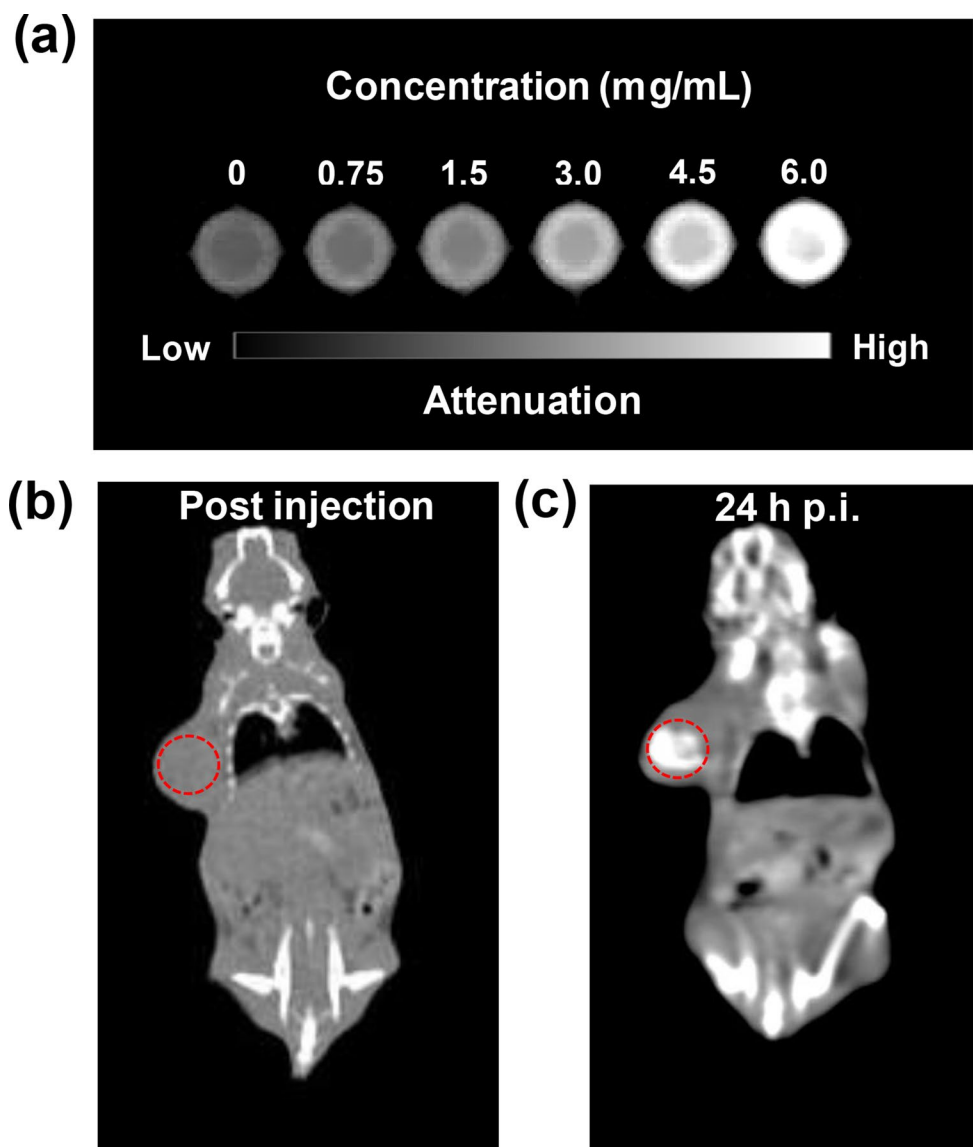 (a)
Concentration (mg/mL)
0 0.75 1.5 3.0 4.5 6.0
Low High
Attenuation
(b) Post injection
(c) 24 h p.i.